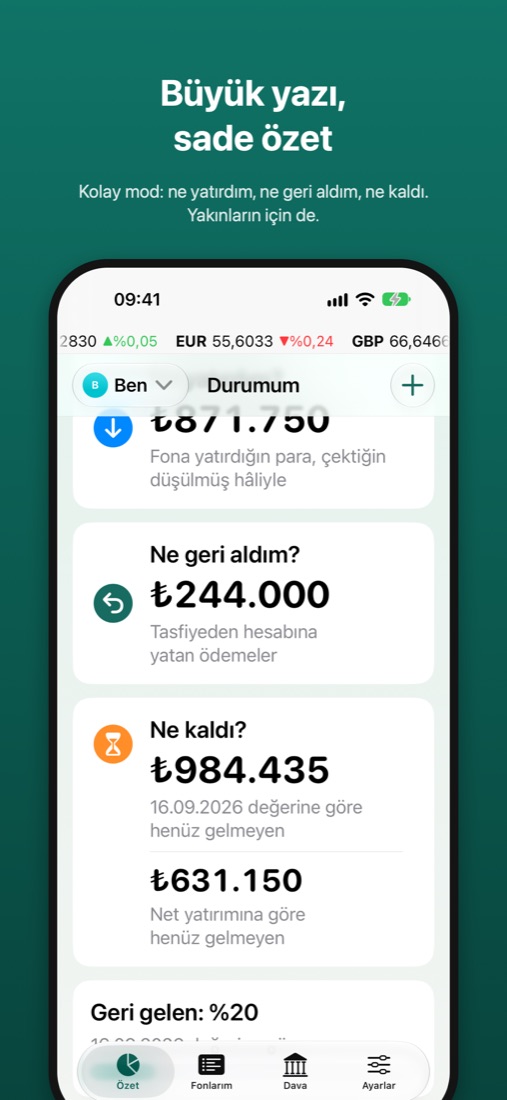 Büyük yazı,
sade özet
Kolay mod: ne yatırdım, ne geri aldım, ne kaldı.
Yakınların için de.
09:41
2830 ▲%0,05 EUR 55,6033 ▼%0,24 GBP 66,6466
B Ben Durumum
₺871.750
Fona yatırdığın para, çektiğin
düşülmüş hâliyle
Ne geri aldım?
₺244.000
Tasfiyeden hesabına
yatan ödemeler
Ne kaldı?
₺984.435
16.09.2026 değerine göre
henüz gelmeyen
₺631.150
Net yatırımına göre
henüz gelmeyen
Geri gelen: %20
Özet Fonlarım Dava Ayarlar